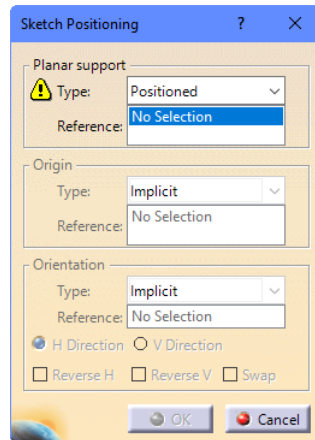 Sketch Positioning ? ×
Planar support
Type: Positioned
Reference: No Selection
Origin
Type: Implicit
Reference: No Selection
Orientation
Type: Implicit
Reference: No Selection
H Direction V Direction
Reverse H Reverse V Swap
OK Cancel